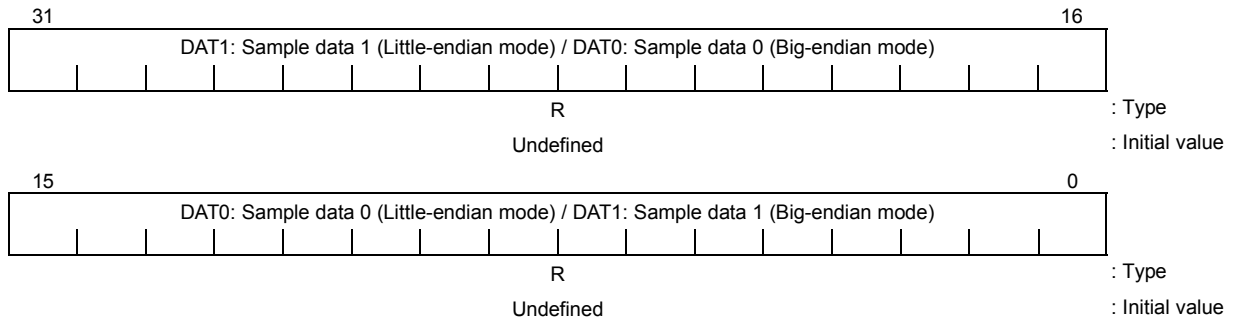 31 16
DAT1: Sample data 1 (Little-endian mode) / DAT0: Sample data 0 (Big-endian mode)
R : Type
Undefined : Initial value
15 0
DAT0: Sample data 0 (Little-endian mode) / DAT1: Sample data 1 (Big-endian mode)
R : Type
Undefined : Initial value